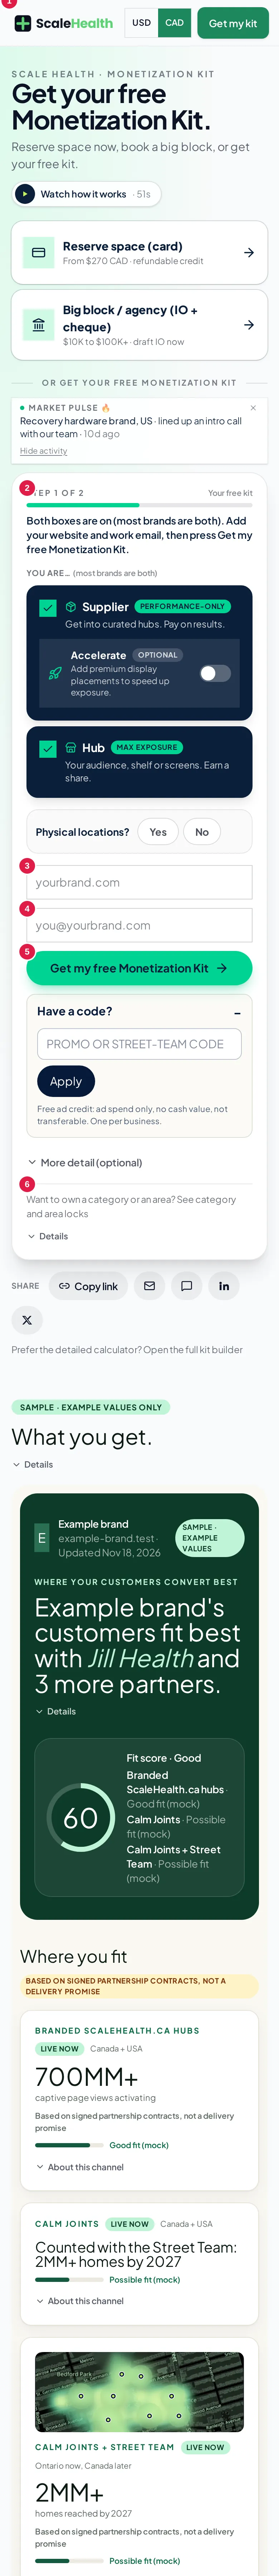 1
ScaleHealth
USD
CAD
Get my kit
SCALE HEALTH · MONETIZATION KIT
Get your free
Monetization Kit.
Reserve space now, book a big block, or get
your free kit.
Watch how it works · 51s
Reserve space (card)
From $270 CAD · refundable credit
Big block / agency (IO +
cheque)
$10K to $100K+ · draft IO now
OR GET YOUR FREE MONETIZATION KIT
MARKET PULSE 🔥
×
Recovery hardware brand, US · lined up an intro call
with our team · 10d ago
Hide activity
2
STEP 1 OF 2
Your free kit
Both boxes are on (most brands are both). Add
your website and work email, then press Get my
free Monetization Kit.
YOU ARE… (most brands are both)
Supplier
PERFORMANCE-ONLY
Get into curated hubs. Pay on results.
Accelerate
OPTIONAL
Add premium display
placements to speed up
exposure.
Hub
MAX EXPOSURE
Your audience, shelf or screens. Earn a
share.
Physical locations?
Yes
No
3
yourbrand.com
4
you@yourbrand.com
5
Get my free Monetization Kit
Have a code?
–
PROMO OR STREET-TEAM CODE
Apply
Free ad credit: ad spend only, no cash value, not
transferable. One per business.
More detail (optional)
6
Want to own a category or an area? See category
and area locks
Details
SHARE
Copy link
in
X
Prefer the detailed calculator? Open the full kit builder
SAMPLE · EXAMPLE VALUES ONLY
What you get.
Details
E
Example brand
example-brand.test ·
Updated Nov 18, 2026
SAMPLE ·
EXAMPLE
VALUES
WHERE YOUR CUSTOMERS CONVERT BEST
Example brand's
customers fit best
with Jill Health and
3 more partners.
Details
60
Fit score · Good
Branded
ScaleHealth.ca hubs ·
Good fit (mock)
Calm Joints · Possible
fit (mock)
Calm Joints + Street
Team · Possible fit
(mock)
Where you fit
BASED ON SIGNED PARTNERSHIP CONTRACTS, NOT A
DELIVERY PROMISE
BRANDED SCALEHEALTH.CA HUBS
LIVE NOW
Canada + USA
700MM+
captive page views activating
Based on signed partnership contracts, not a delivery
promise
Good fit (mock)
About this channel
CALM JOINTS
LIVE NOW
Canada + USA
Counted with the Street Team:
2MM+ homes by 2027
Possible fit (mock)
About this channel
Bedford Park
CALM JOINTS + STREET TEAM
LIVE NOW
Ontario now, Canada later
2MM+
homes reached by 2027
Based on signed partnership contracts, not a delivery
promise
Possible fit (mock)